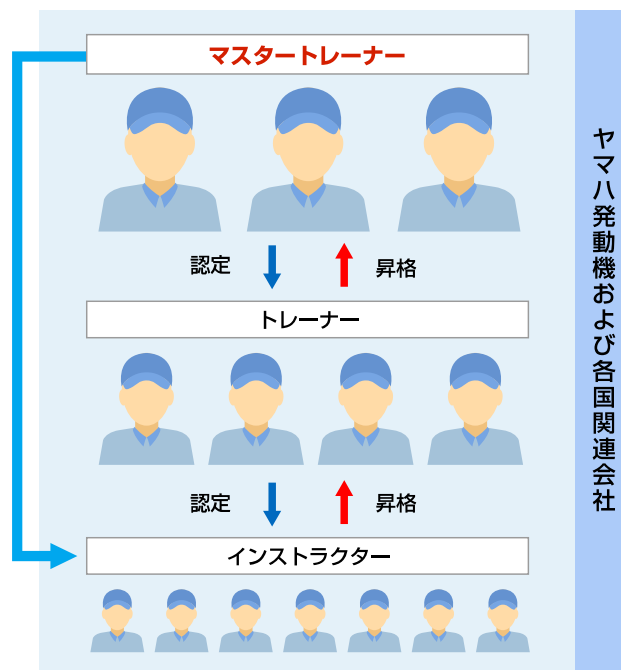 マスタートレーナー
認定
昇格
トレーナー
認定
昇格
インストラクター
ヤマハ発動機および各国関連会社